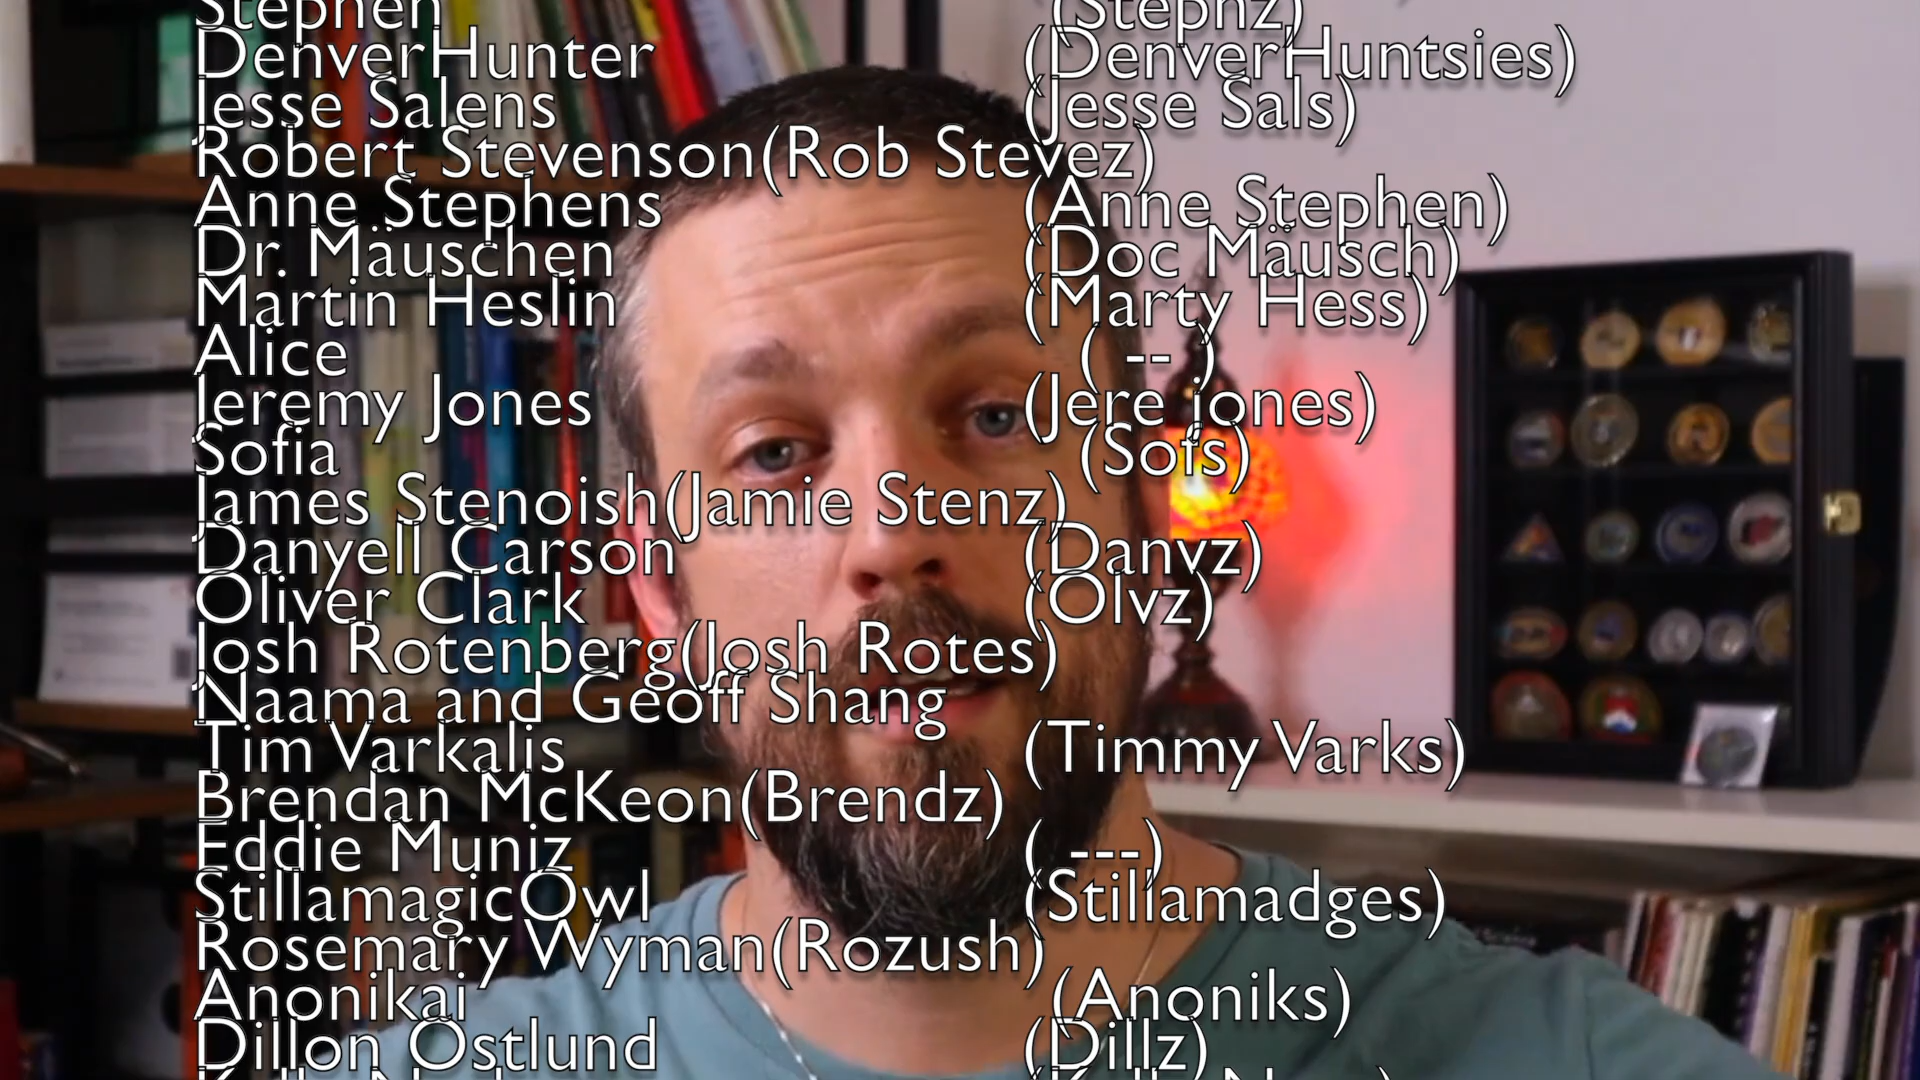 Stephen (Stephz)
DenverHunter (DenverHuntsies)
Jesse Salens (Jesse Sals)
Robert Stevenson(Rob Stevez)
Anne Stephens (Anne Stephen)
Dr. Mäuschen (Doc Mäusch)
Martin Heslin (Marty Hess)
Alice ( -- )
Jeremy Jones (Jere jones)
Sofia (Sofs)
James Stenoish(Jamie Stenz)
Danyell Carson (Danyz)
Oliver Clark (Olvz)
Josh Rotenberg(Josh Rotes)
Naama and Geoff Shang
Tim Varkalis (Timmy Varks)
Brendan McKeon(Brendz)
Eddie Muniz ( ---)
StillamagicOwl (Stillamadges)
Rosemary Wyman(Rozush)
Anonikai (Anoniks)
Dillon Ostlund (Dillz)